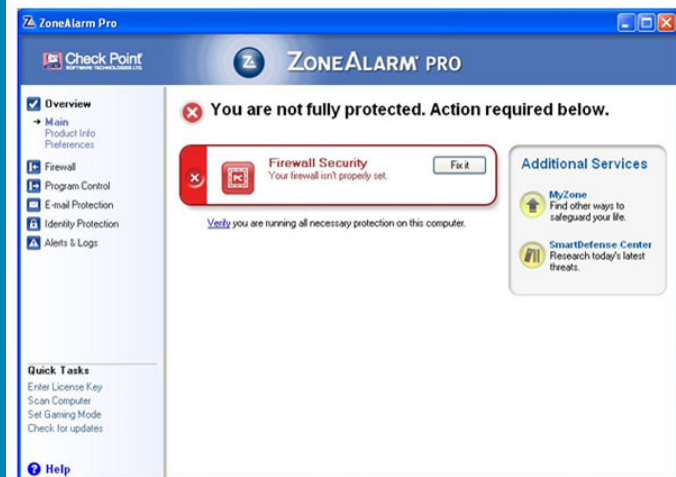 ZoneAlarm Pro
Check Point
SOFTWARE TECHNOLOGIES LTD.
ZONEALARM PRO
Overview
Main
Product Info
Preferences
Firewall
Program Control
E-mail Protection
Identity Protection
Alerts & Logs
Quick Tasks
Enter License Key
Scan Computer
Set Gaming Mode
Check for updates
Help
You are not fully protected. Action required below.
PC
Firewall Security
Your firewall isn't properly set.
Fix it
Verify you are running all necessary protection on this computer.
Additional Services
MyZone
Find other ways to
safeguard your life.
SmartDefense Center
Research today's latest
threats.